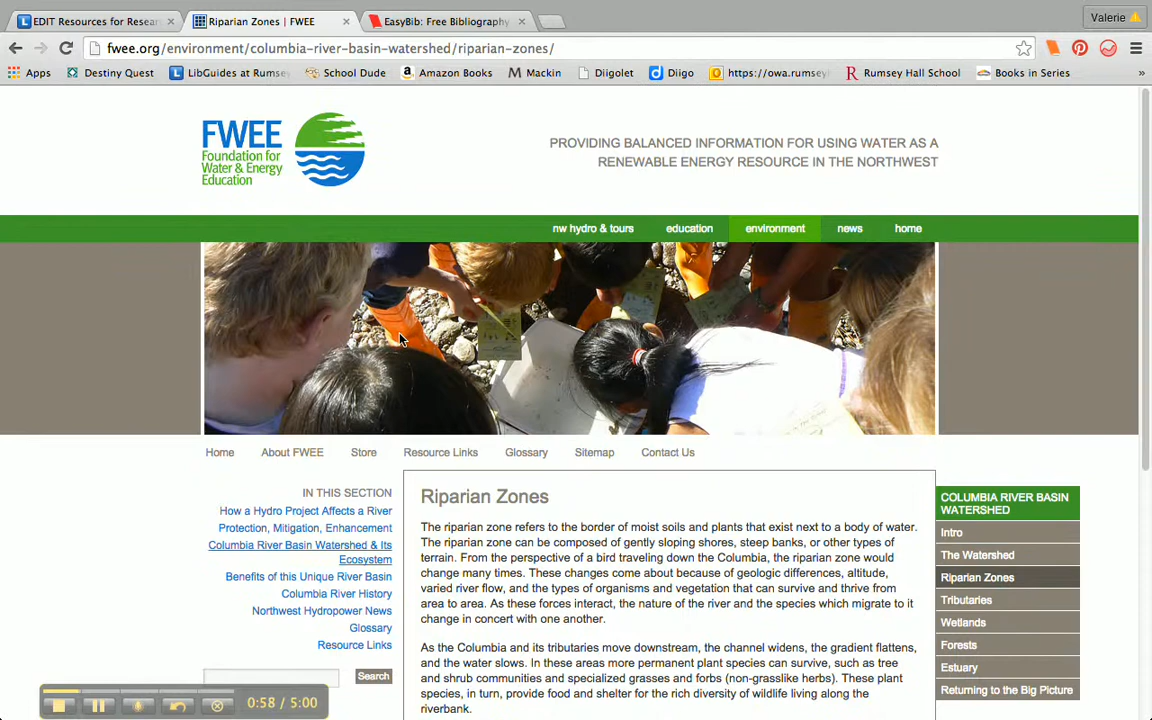 EDIT Resources for Resear
Riparian Zones | FWEE
EasyBib: Free Bibliography
Valerie
fwee.org/environment/columbia-river-basin-watershed/riparian-zones/
Apps
Destiny Quest
LibGuides at Rumse
School Dude
Amazon Books
Mackin
Diigolet
Diigo
https://owa.rumsey
Rumsey Hall School
Books in Series
»
FWEE
Foundation for
Water & Energy
Education
PROVIDING BALANCED INFORMATION FOR USING WATER AS A
RENEWABLE ENERGY RESOURCE IN THE NORTHWEST
nw hydro & tours education environment news home
Home About FWEE Store Resource Links Glossary Sitemap Contact Us
IN THIS SECTION
How a Hydro Project Affects a River
Protection, Mitigation, Enhancement
Columbia River Basin Watershed & Its
Ecosystem
Benefits of this Unique River Basin
Columbia River History
Northwest Hydropower News
Glossary
Resource Links
Search
Riparian Zones
The riparian zone refers to the border of moist soils and plants that exist next to a body of water.
The riparian zone can be composed of gently sloping shores, steep banks, or other types of
terrain. From the perspective of a bird traveling down the Columbia, the riparian zone would
change many times. These changes come about because of geologic differences, altitude,
varied river flow, and the types of organisms and vegetation that can survive and thrive from
area to area. As these forces interact, the nature of the river and the species which migrate to it
change in concert with one another.
As the Columbia and its tributaries move downstream, the channel widens, the gradient flattens,
and the water slows. In these areas more permanent plant species can survive, such as tree
and shrub communities and specialized grasses and forbs (non-grasslike herbs). These plant
species, in turn, provide food and shelter for the rich diversity of wildlife living along the
riverbank.
COLUMBIA RIVER BASIN
WATERSHED
Intro
The Watershed
Riparian Zones
Tributaries
Wetlands
Forests
Estuary
Returning to the Big Picture
0:58 / 5:00